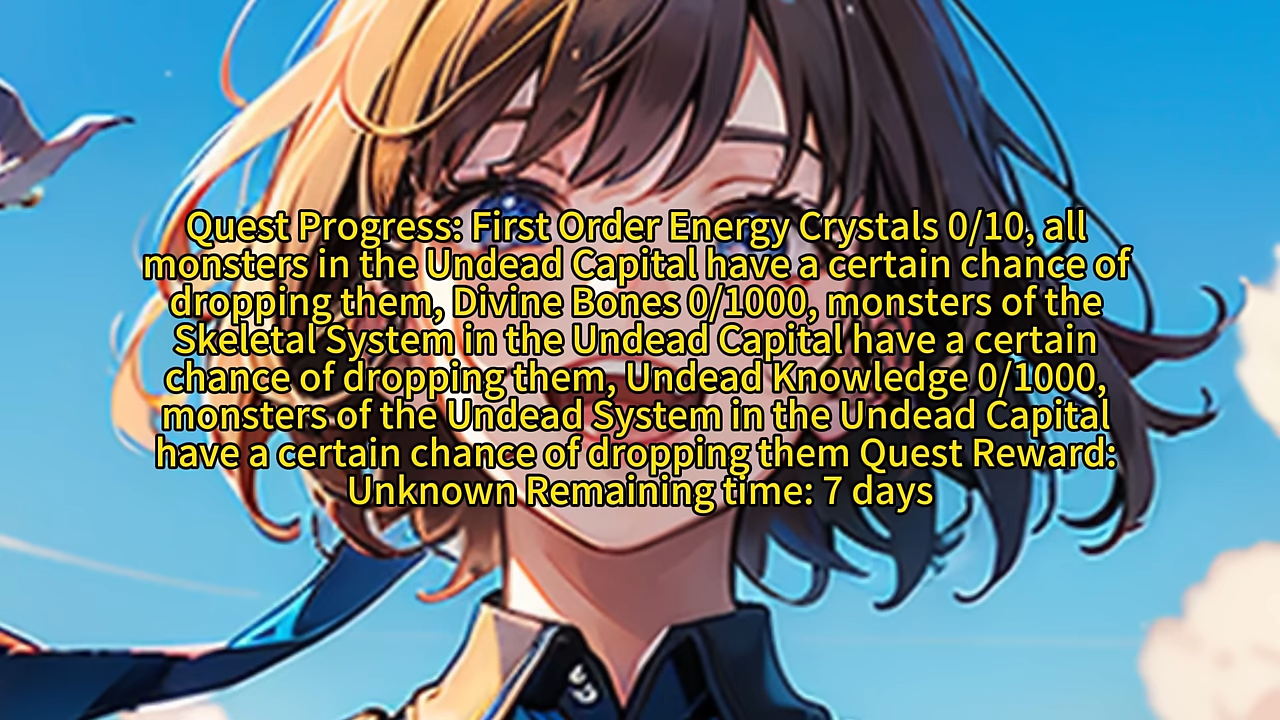 Quest Progress: First Order Energy Crystals 0/10, all
monsters in the Undead Capital have a certain chance of
dropping them, Divine Bones 0/1000, monsters of the
Skeletal System in the Undead Capital have a certain
chance of dropping them, Undead Knowledge 0/1000,
monsters of the Undead System in the Undead Capital
have a certain chance of dropping them Quest Reward:
Unknown Remaining time: 7 days